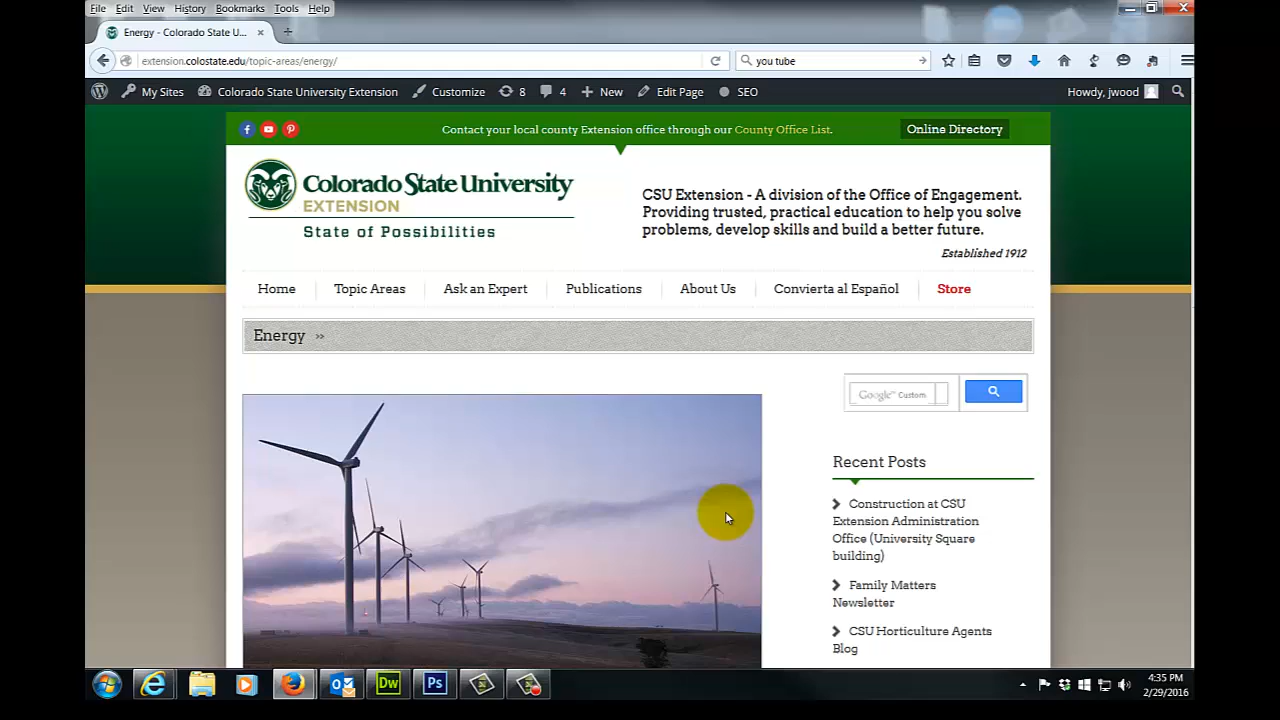 File Edit View History Bookmarks Tools Help
Energy - Colorado State U... × +
extension.colostate.edu/topic-areas/energy/ you tube
My Sites Colorado State University Extension Customize 8 4 + New Edit Page SEO Howdy, jwood
Contact your local county Extension office through our County Office List. Online Directory
Colorado State University
EXTENSION
State of Possibilities
CSU Extension - A division of the Office of Engagement.
Providing trusted, practical education to help you solve
problems, develop skills and build a better future.
Established 1912
Home Topic Areas Ask an Expert Publications About Us Convierta al Español Store
Energy »
Google™ Custom
Recent Posts
Construction at CSU
Extension Administration
Office (University Square
building)
Family Matters
Newsletter
CSU Horticulture Agents
Blog
Dw Ps
4:35 PM
2/29/2016